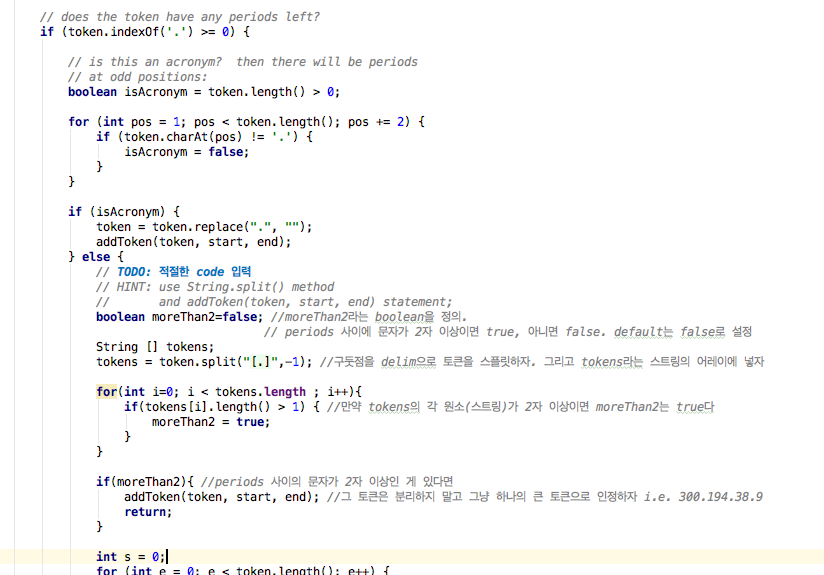 // does the token have any periods left?
if (token.indexOf('.') >= 0) {
// is this an acronym?  then there will be periods
// at odd positions:
boolean isAcronym = token.length() > 0;
for (int pos = 1; pos < token.length(); pos += 2) {
if (token.charAt(pos) != '.') {
isAcronym = false;
}
}
if (isAcronym) {
token = token.replace(".", "");
addToken(token, start, end);
} else {
// TODO: 적절한 code 입력
// HINT: use String.split() method
//       and addToken(token, start, end) statement;
boolean moreThan2=false; //moreThan2라는 boolean을 정의.
// periods 사이에 문자가 2자 이상이면 true, 아니면 false. default는 false로 설정
String [] tokens;
tokens = token.split("[.]",-1); //구둣점을 delim으로 토큰을 스플릿하자. 그리고 tokens라는 스트링의 어레이에 넣자
for(int i=0; i < tokens.length ; i++){
if(tokens[i].length() > 1) { //만약 tokens의 각 원소(스트링)가 2자 이상이면 moreThan2는 true다
moreThan2 = true;
}
}
if(moreThan2){ //periods 사이의 문자가 2자 이상인 게 있다면
addToken(token, start, end); //그 토큰은 분리하지 말고 그냥 하나의 큰 토큰으로 인정하자 i.e. 300.194.38.9
return;
}
int s = 0;
for (int e = 0; e < token.length(); e++) {